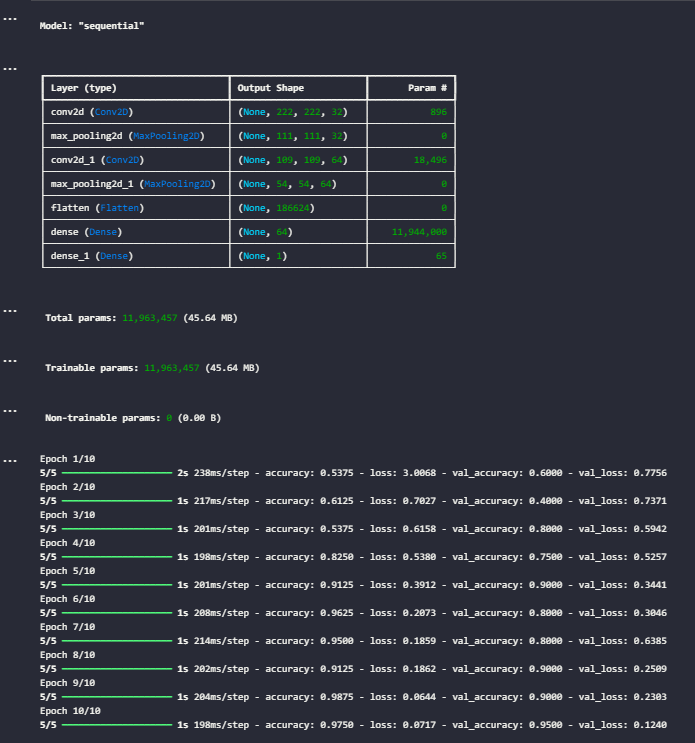 ...
Model: "sequential"
...
Layer (type) Output Shape Param #
conv2d (Conv2D) (None, 222, 222, 32) 896
max_pooling2d (MaxPooling2D) (None, 111, 111, 32) 0
conv2d_1 (Conv2D) (None, 109, 109, 64) 18,496
max_pooling2d_1 (MaxPooling2D) (None, 54, 54, 64) 0
flatten (Flatten) (None, 186624) 0
dense (Dense) (None, 64) 11,944,000
dense_1 (Dense) (None, 1) 65
...
Total params: 11,963,457 (45.64 MB)
...
Trainable params: 11,963,457 (45.64 MB)
...
Non-trainable params: 0 (0.00 B)
...
Epoch 1/10
5/5 2s 238ms/step - accuracy: 0.5375 - loss: 3.0068 - val_accuracy: 0.6000 - val_loss: 0.7756
Epoch 2/10
5/5 1s 217ms/step - accuracy: 0.6125 - loss: 0.7027 - val_accuracy: 0.4000 - val_loss: 0.7371
Epoch 3/10
5/5 1s 201ms/step - accuracy: 0.5375 - loss: 0.6158 - val_accuracy: 0.8000 - val_loss: 0.5942
Epoch 4/10
5/5 1s 198ms/step - accuracy: 0.8250 - loss: 0.5380 - val_accuracy: 0.7500 - val_loss: 0.5257
Epoch 5/10
5/5 1s 201ms/step - accuracy: 0.9125 - loss: 0.3912 - val_accuracy: 0.9000 - val_loss: 0.3441
Epoch 6/10
5/5 1s 208ms/step - accuracy: 0.9625 - loss: 0.2073 - val_accuracy: 0.8000 - val_loss: 0.3046
Epoch 7/10
5/5 1s 214ms/step - accuracy: 0.9500 - loss: 0.1859 - val_accuracy: 0.8000 - val_loss: 0.6385
Epoch 8/10
5/5 1s 202ms/step - accuracy: 0.9125 - loss: 0.1862 - val_accuracy: 0.9000 - val_loss: 0.2509
Epoch 9/10
5/5 1s 204ms/step - accuracy: 0.9875 - loss: 0.0644 - val_accuracy: 0.9000 - val_loss: 0.2303
Epoch 10/10
5/5 1s 198ms/step - accuracy: 0.9750 - loss: 0.0717 - val_accuracy: 0.9500 - val_loss: 0.1240